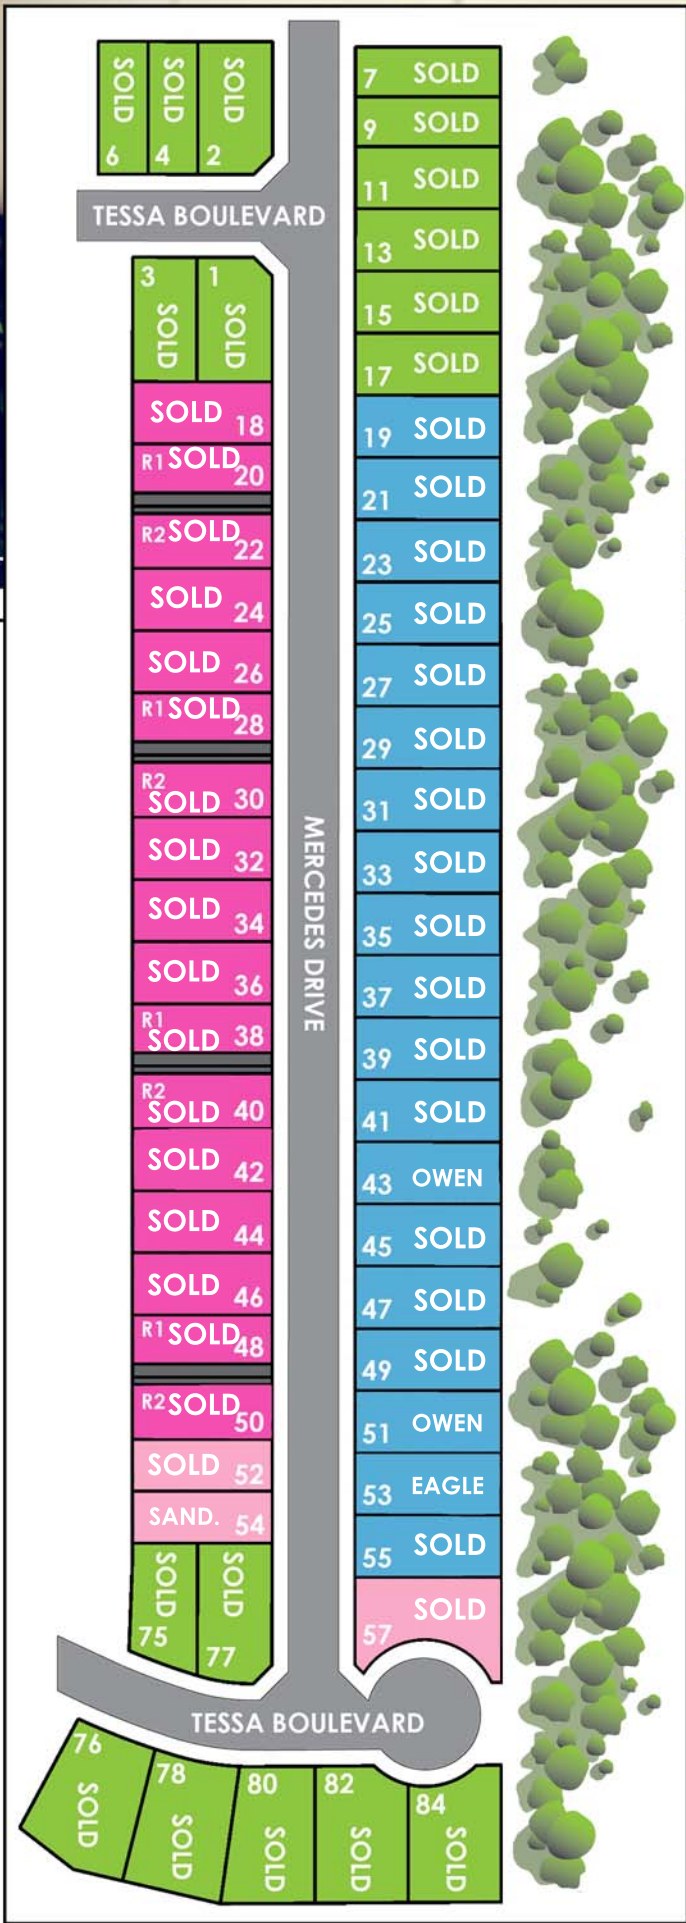 SOLD 6
SOLD 4
SOLD 2
TESSA BOULEVARD
3 SOLD
1 SOLD
SOLD 18
R1 SOLD 20
R2 SOLD 22
SOLD 24
SOLD 26
R1 SOLD 28
R2 SOLD 30
SOLD 32
SOLD 34
SOLD 36
R1 SOLD 38
R2 SOLD 40
SOLD 42
SOLD 44
SOLD 46
R1 SOLD 48
R2 SOLD 50
SOLD 52
SAND. 54
SOLD 75
SOLD 77
MERCEDES DRIVE
7 SOLD
9 SOLD
11 SOLD
13 SOLD
15 SOLD
17 SOLD
19 SOLD
21 SOLD
23 SOLD
25 SOLD
27 SOLD
29 SOLD
31 SOLD
33 SOLD
35 SOLD
37 SOLD
39 SOLD
41 SOLD
43 OWEN
45 SOLD
47 SOLD
49 SOLD
51 OWEN
53 EAGLE
55 SOLD
57 SOLD
TESSA BOULEVARD
76 SOLD
78 SOLD
80 SOLD
82 SOLD
84 SOLD